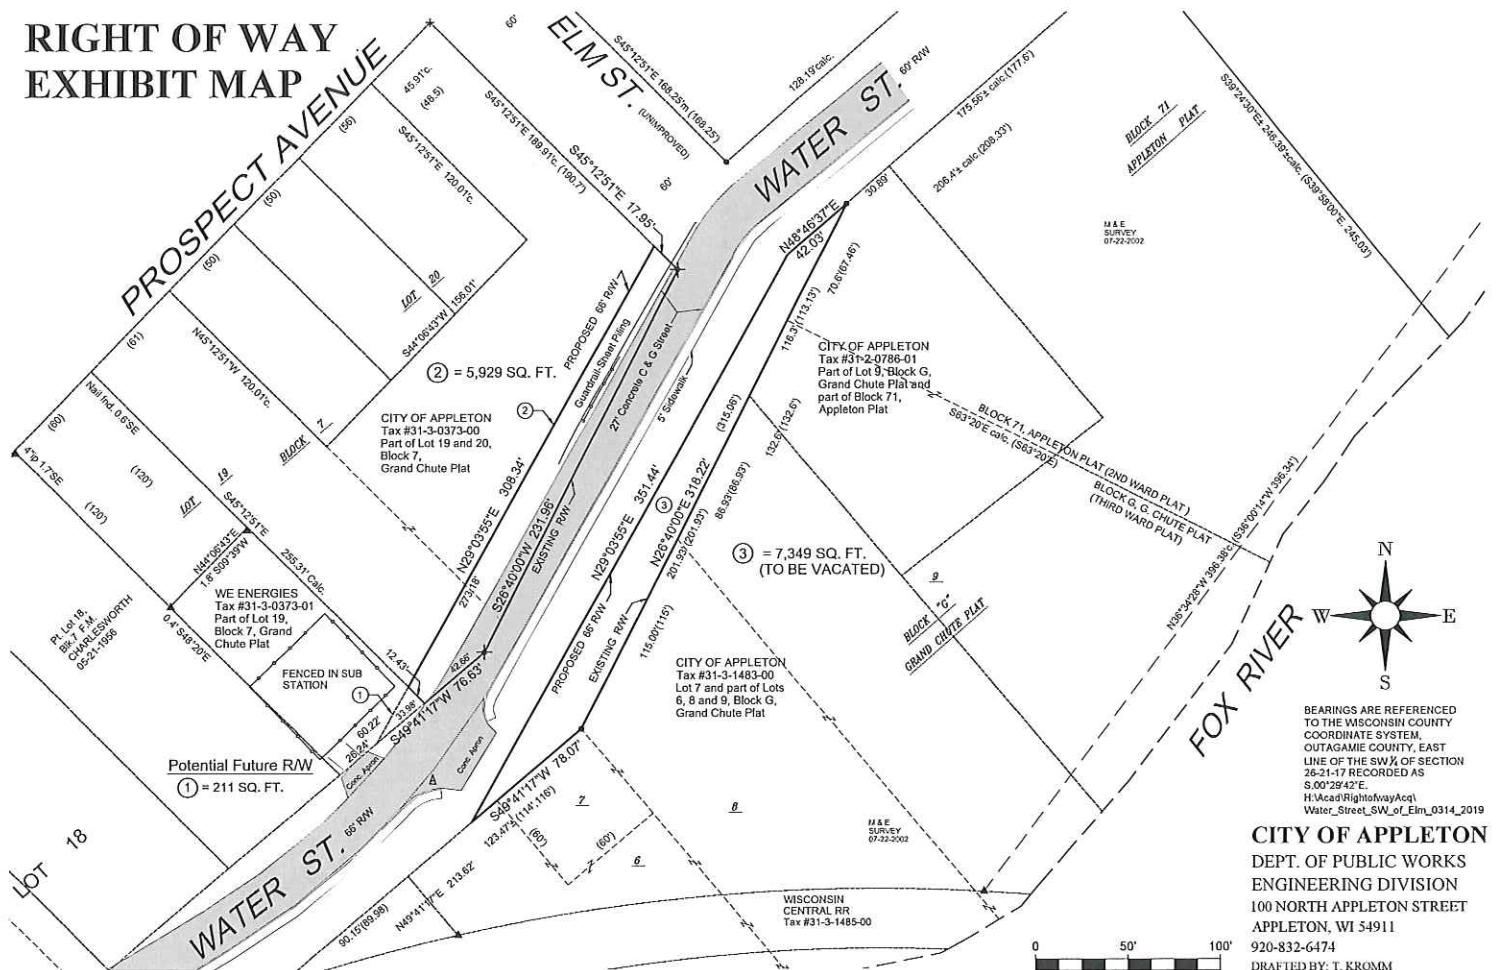 RIGHT OF WAY
EXHIBIT MAP
PROSPECT AVENUE
ELM ST.
(UNIMPROVED)
60'
60'
S45°12'51"E 168.25'm (168.25')
128.19'calc.
WATER ST.
60' R/W
175.56'± calc.(177.6')
206.4'± calc.(208.33')
30.89'
BLOCK 71
APPLETON PLAT
S39°24'30"E± 246.39'±calc. (S39°58'00"E, 245.03')
M & E
SURVEY
07-22-2002
45.91'c.
(48.5)
(56)
(50)
(50)
(61)
(60)
S45°12'51"E 189.91'c. (190.7')
S45°12'51"E 17.95'
S45°12'51"E 120.01'c.
LOT 20
S44°06'43"W 156.01'
N45°12'51"W 120.01'c.
Nail fnd. 0.6'SE
4"ip 1.7'SE
(120')
(120')
LOT 19
BLOCK 7
S45°12'51"E
255.31' Calc.
N44°06'43"E
1.8' S09°39'W
0.4' S48°20'E
Pt. Lot 18,
Blk.7 F.M.
CHARLESWORTH
05-21-1956
2 = 5,929 SQ. FT.
2
CITY OF APPLETON
Tax #31-3-0373-00
Part of Lot 19 and 20,
Block 7,
Grand Chute Plat
PROPOSED 66' R/W
Guardrail-Sheet Piling
27' Concrete C & G Street
5' Sidewalk
N48°46'37"E
42.03'
70.6'(67.46')
116.3'(113.13')
CITY OF APPLETON
Tax #31-2-0786-01
Part of Lot 9, Block G,
Grand Chute Plat and
part of Block 71,
Appleton Plat
BLOCK 71, APPLETON PLAT (2ND WARD PLAT)
S63°20'E calc. (S63°20'E)
BLOCK G, G. CHUTE PLAT
(THIRD WARD PLAT)
(315.06')
132.6' (132.6')
N29°03'55"E 308.34'
273.18'
S26°40'00"W 231.96'
EXISTING R/W
N29°03'55"E 351.44'
3
N26°40'00"E 318.22'
86.93'(86.93')
201.93'(201.93')
3 = 7,349 SQ. FT.
(TO BE VACATED)
PROPOSED 66' R/W
EXISTING R/W
115.00'(115')
9
BLOCK "G"
GRAND CHUTE PLAT
N36°34'28"W 396.38'c. (S36°00'14"W 396.34')
WE ENERGIES
Tax #31-3-0373-01
Part of Lot 19,
Block 7, Grand
Chute Plat
FENCED IN SUB
STATION
12.43'
1
42.66'
S49°41'17"W 76.63'
33.98'
60.22'
26.24'
Conc. Apron
Conc. Apron
A
Potential Future R/W
1 = 211 SQ. FT.
CITY OF APPLETON
Tax #31-3-1483-00
Lot 7 and part of Lots
6, 8 and 9, Block G,
Grand Chute Plat
S49°41'17"W 78.07'
123.47'± (114',116')
(60')
(60')
7
6
8
M & E
SURVEY
07-22-2002
LOT 18
WATER ST.
66' R/W
90.15'(89.98)
N49°41'17"E 213.62'
WISCONSIN
CENTRAL RR
Tax #31-3-1485-00
FOX RIVER
N
W
E
S
BEARINGS ARE REFERENCED
TO THE WISCONSIN COUNTY
COORDINATE SYSTEM,
OUTAGAMIE COUNTY, EAST
LINE OF THE SW¼ OF SECTION
26-21-17 RECORDED AS
S.00°29'42"E.
H:\Acad\RightofwayAcq\
Water_Street_SW_of_Elm_0314_2019
CITY OF APPLETON
DEPT. OF PUBLIC WORKS
ENGINEERING DIVISION
100 NORTH APPLETON STREET
APPLETON, WI 54911
920-832-6474
DRAFTED BY: T. KROMM
0 50' 100'